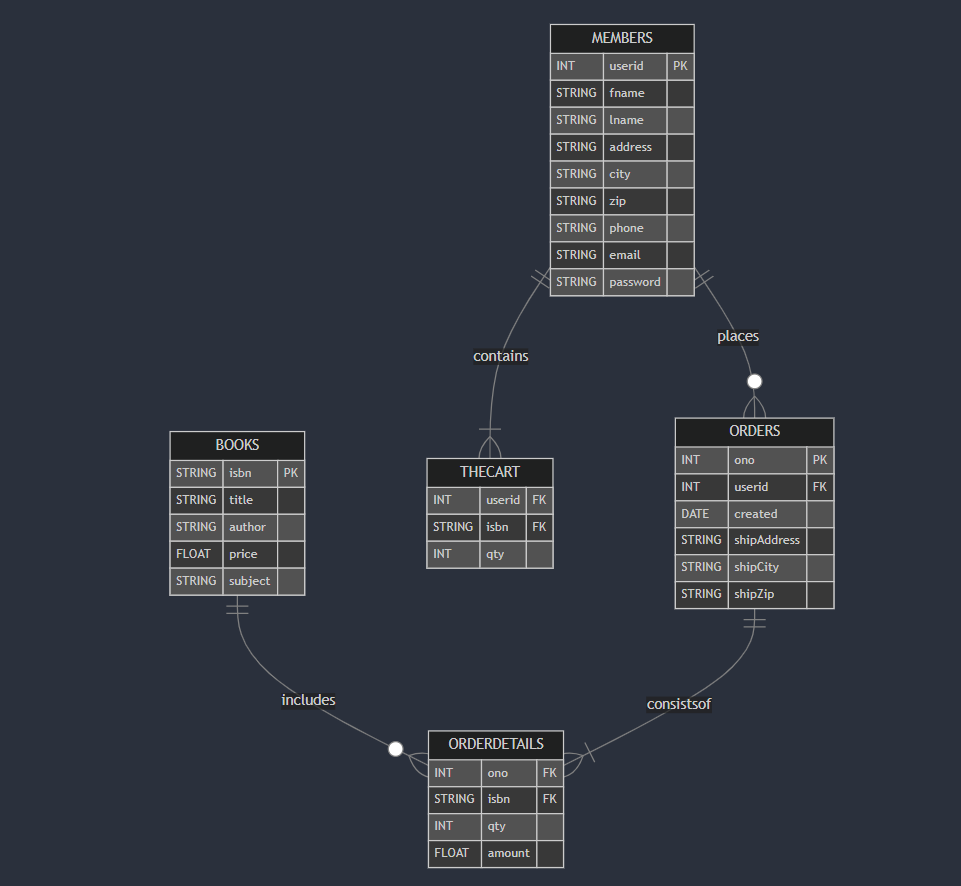 MEMBERS
INT userid PK
STRING fname
STRING lname
STRING address
STRING city
STRING zip
STRING phone
STRING email
STRING password
contains
places
BOOKS
STRING isbn PK
STRING title
STRING author
FLOAT price
STRING subject
THECART
INT userid FK
STRING isbn FK
INT qty
ORDERS
INT ono PK
INT userid FK
DATE created
STRING shipAddress
STRING shipCity
STRING shipZip
includes
consistsof
ORDERDETAILS
INT ono FK
STRING isbn FK
INT qty
FLOAT amount